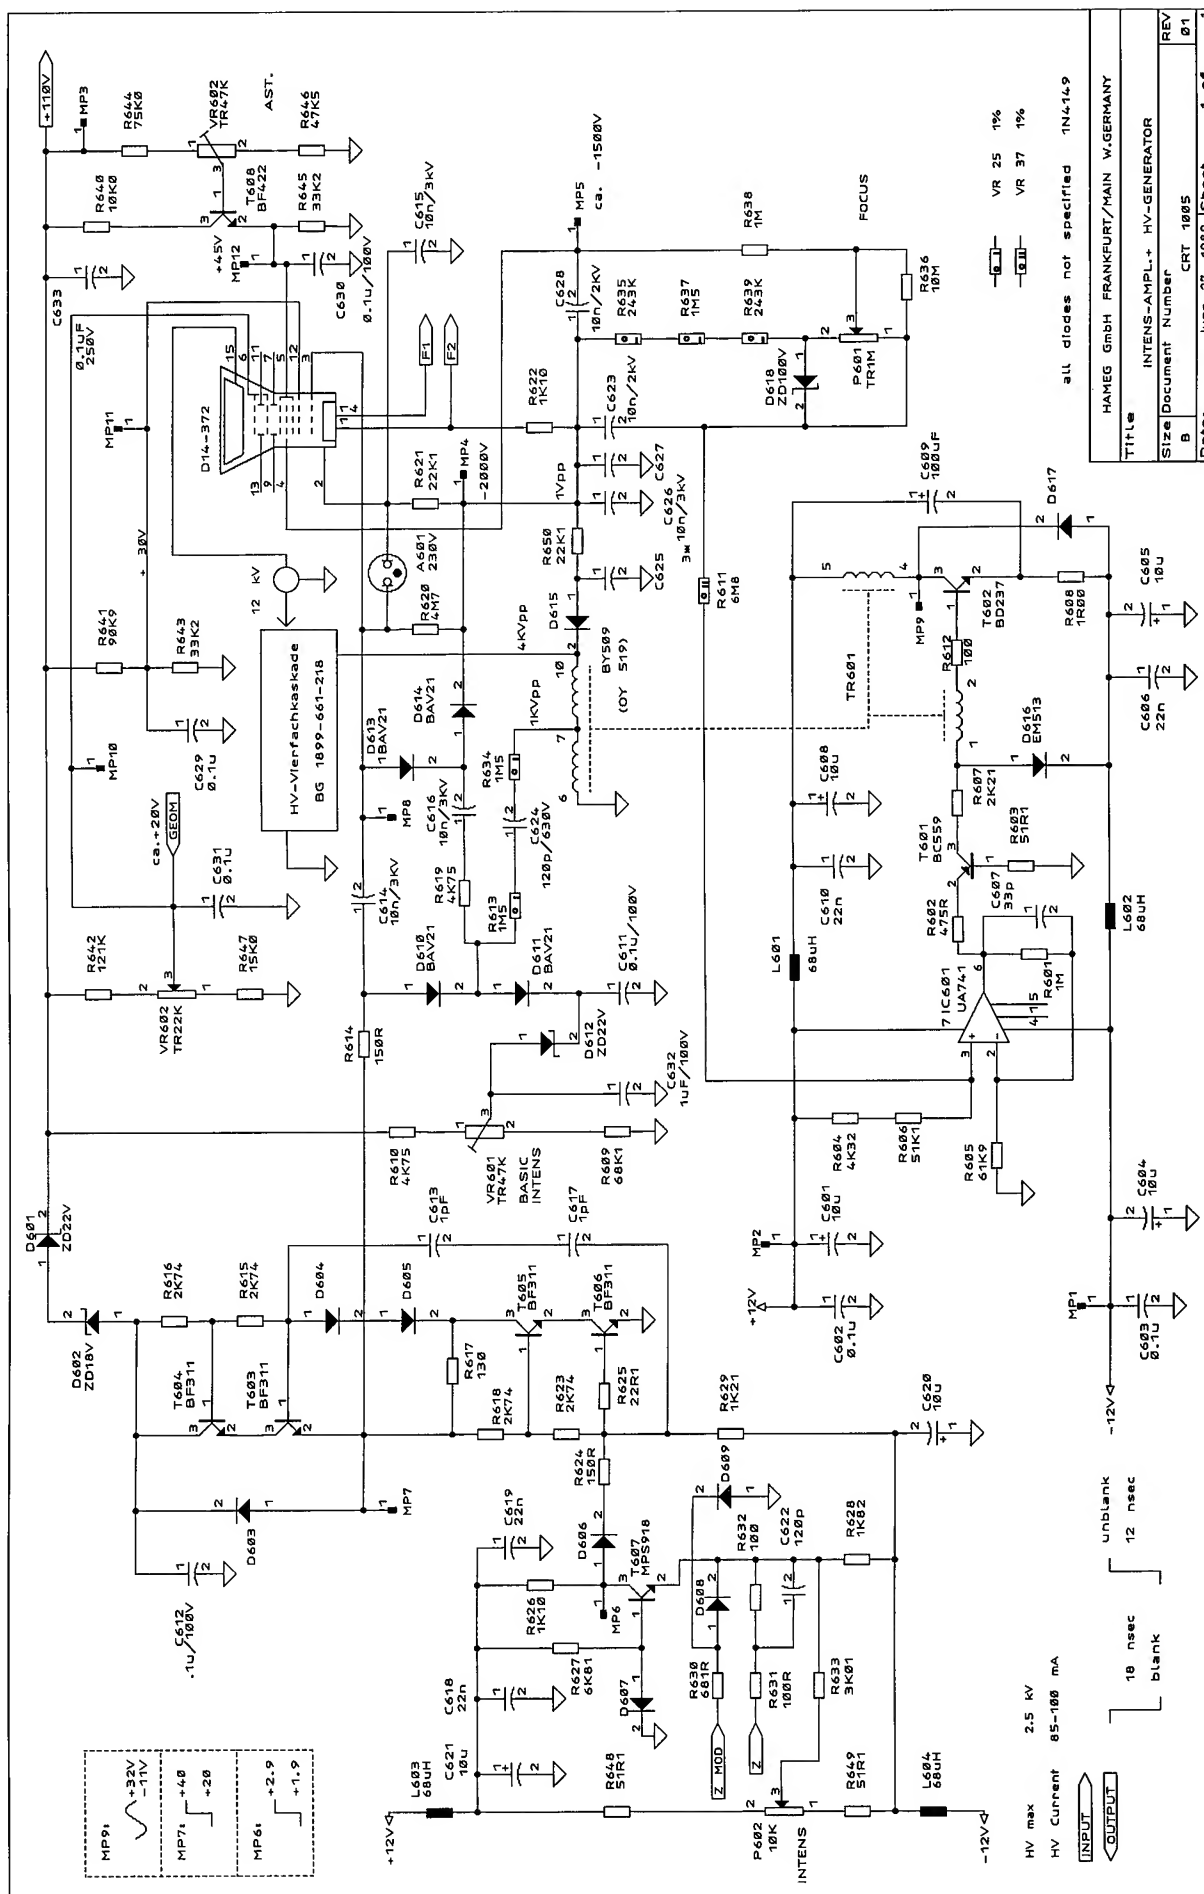 MP9: +32V
-11V
MP7: +40
+20
MP6: +2.9
+1.9
+12V
L603
68uH
C621
10u
C618
22n
C619
22n
R627
6K81
R626
1K10
MP6
D607
T607
MPS918
D606
R624
150R
R648
51R1
P602
10K
INTENS
R649
51R1
L604
68uH
-12V
Z MOD
Z
R630
681R
R631
100R
R633
3K01
D608
R632
100
C622
120p
D609
R628
1K82
R629
1K21
C620
10u
HV max 2.5 kV
HV Current 85-100 mA
INPUT
OUTPUT
18 nsec
blank
unblank
12 nsec
C612
.1u/100V
D603
MP7
D602
ZD18V
D601
ZD22V
T604
BF311
T603
BF311
R616
2K74
R615
2K74
D604
D605
R617
130
R618
2K74
R623
2K74
R625
22R1
T605
BF311
T606
BF311
C613
1pF
C617
1pF
R610
4K75
VR601
TR47K
BASIC
INTENS
R609
68K1
C632
1uF/100V
D612
ZD22V
C611
0.1u/100V
D610
BAV21
D611
BAV21
R614
150R
C614
10n/3KV
MP8
R619
4K75
C616
10n/3KV
R613
1M5
C624
120p/630V
R634
1M5
D613
BAV21
D614
BAV21
R642
121K
VR602
TR22K
R647
15K0
ca.+20V
GEOM
C631
0.1u
MP10
C629
0.1u
R641
90K9
R643
33K2
+ 30V
HV-Vierfachkaskade
BG 1899-661-218
12 kV
MP11
D14-372
R620
4M7
A601
230V
R621
22K1
MP4
-2000V
4KVpp
1KVpp
1Vpp
BY509
(OY 519)
D615
C625
R650
22K1
C626
3* 10n/3kV
C627
C623
10n/2KV
R622
1K10
F1
F2
C615
10n/3kV
C628
10n/2KV
MP5
ca. -1500V
C633
0.1uF
250V
MP12
+45V
C630
0.1u/100V
+110V
MP3
R644
75K0
R640
10K0
VR602
TR47K
AST.
T608
BF422
R645
33K2
R646
47K5
R635
243K
R637
1M5
R639
243K
R638
1M
FOCUS
D618
ZD100V
P601
TR1M
R636
10M
R611
6M8
VR 25 1%
VR 37 1%
all diodes not specified 1N4149
+12V
MP2
C602
0.1u
C601
10u
R604
4K32
R606
51K1
R605
61K9
IC601
UA741
R601
1M
C607
33p
R602
475R
T601
BC559
R603
51R1
R607
2K21
L601
68uH
C610
22n
C608
10u
D616
EM513
TR601
R612
100
T602
BD237
MP9
C609
100uF
D617
R608
1R00
C606
22n
C605
10u
L602
68uH
-12V
MP1
C603
0.1u
C604
10u
HAMEG GmbH FRANKFURT/MAIN W.GERMANY
Title
INTENS-AMPL.+ HV-GENERATOR
Size Document Number REV
B CRT 1005 01